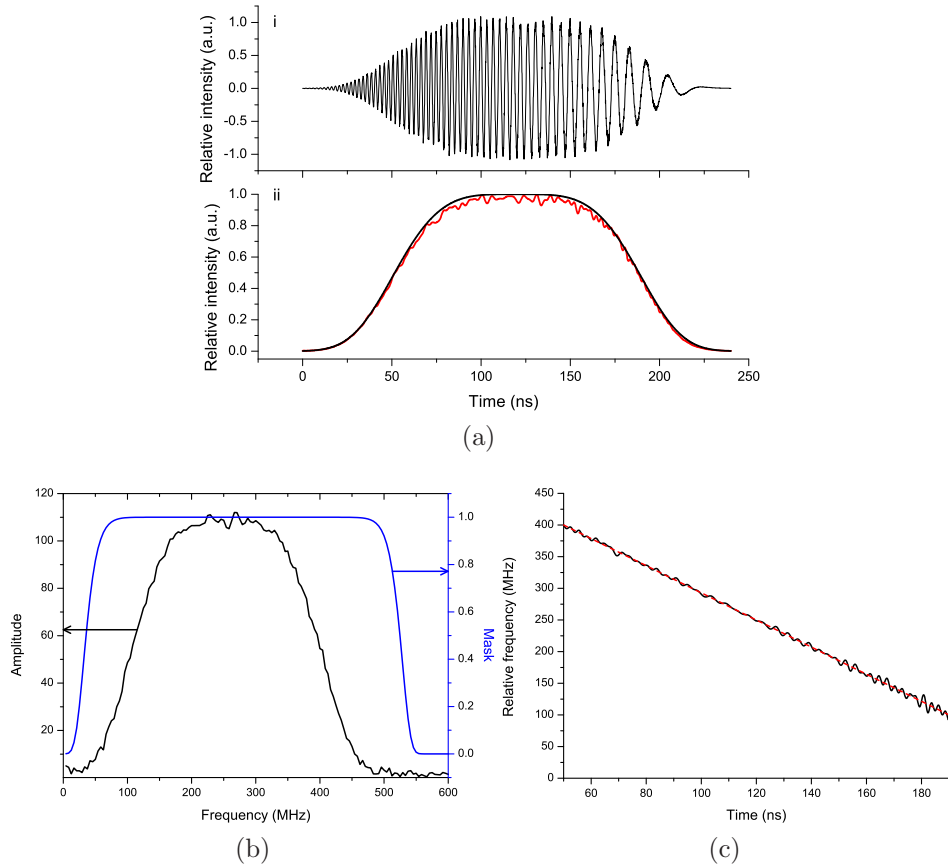 i
Relative intensity (a.u.)
1.0
0.5
0.0
-0.5
-1.0
ii
Relative intensity (a.u.)
1.0
0.8
0.6
0.4
0.2
0.0
0 50 100 150 200 250
Time (ns)
(a)
Amplitude
120
100
80
60
40
20
Mask
1.0
0.8
0.6
0.4
0.2
0.0
0 100 200 300 400 500 600
Frequency (MHz)
(b)
Relative frequency (MHz)
450
400
350
300
250
200
150
100
50
0
60 80 100 120 140 160 180
Time (ns)
(c)